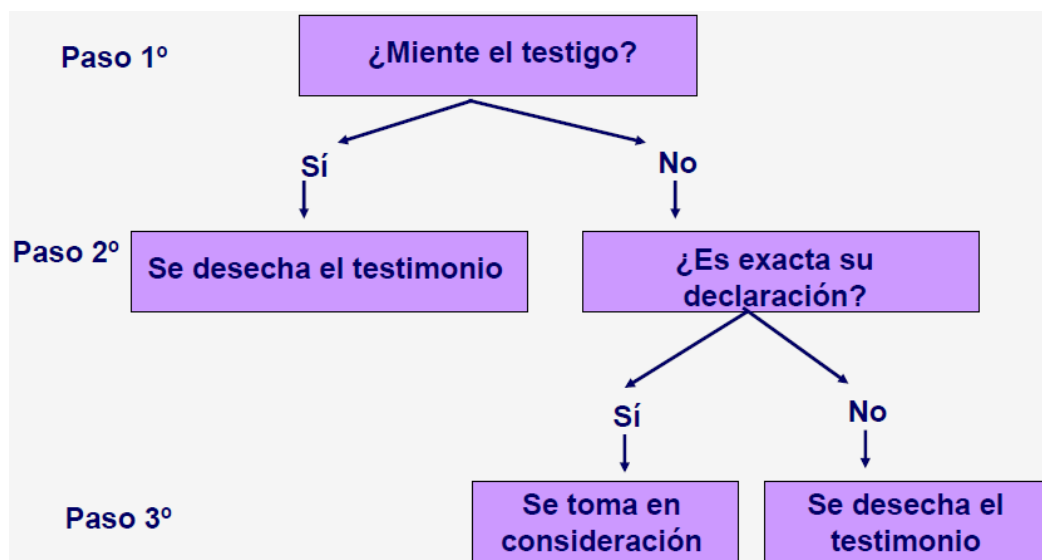 Paso 1º
¿Miente el testigo?
Sí
No
Paso 2º
Se desecha el testimonio
¿Es exacta su
declaración?
Sí
No
Paso 3º
Se toma en
consideración
Se desecha el
testimonio